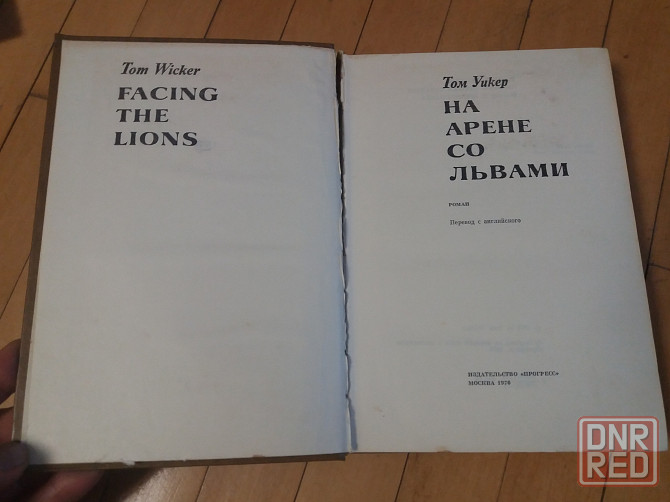 Tom Wicker
FACING
THE
LIONS
Том Уикер
НА
АРЕНЕ
СО
ЛЬВАМИ
РОМАН
Перевод с английского
ИЗДАТЕЛЬСТВО «ПРОГРЕСС»
МОСКВА 1976
DNR
RED